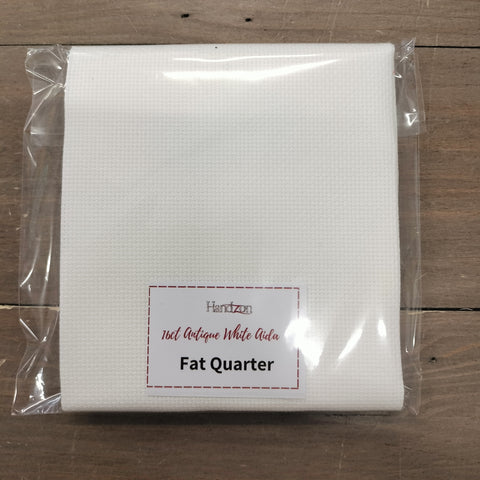 Handzon
16ct Antique White Aida
Fat Quarter